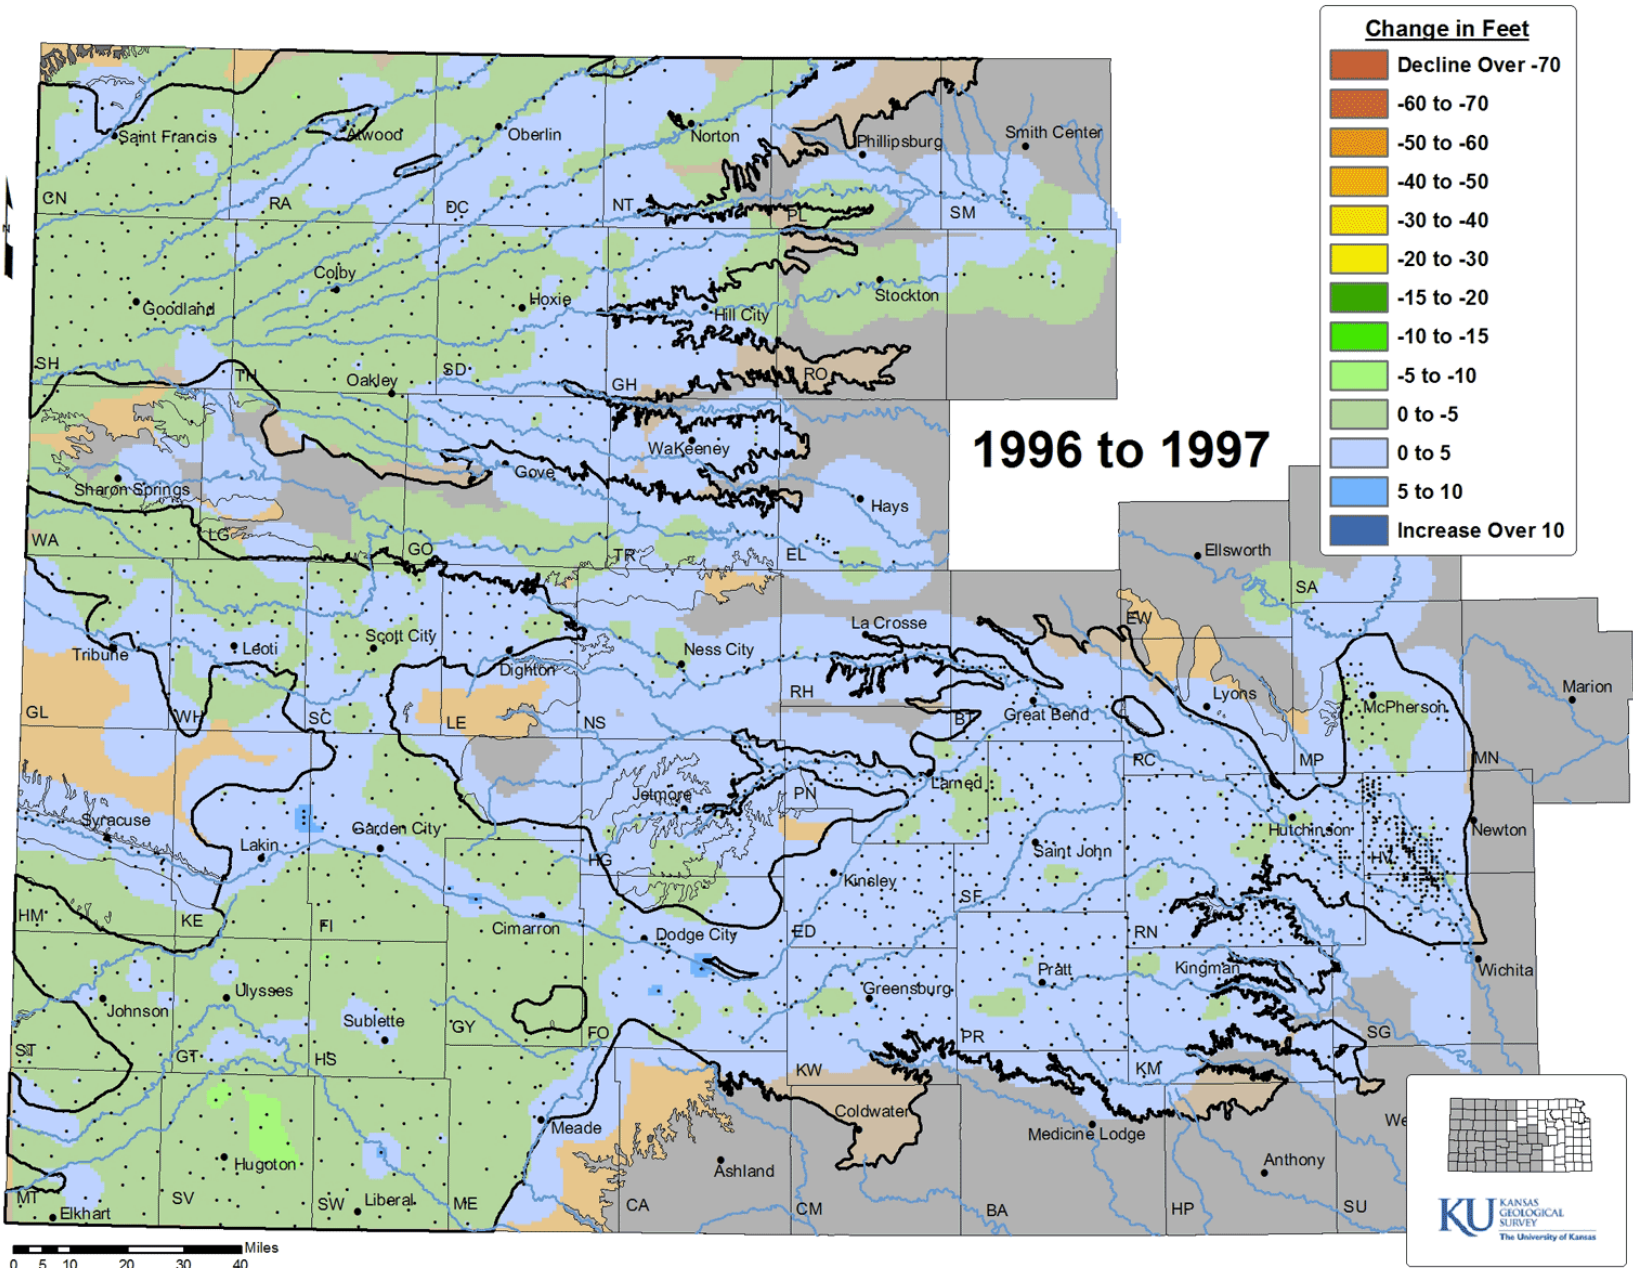 Change in Feet
Decline Over -70
-60 to -70
-50 to -60
-40 to -50
-30 to -40
-20 to -30
-15 to -20
-10 to -15
-5 to -10
0 to -5
0 to 5
5 to 10
Increase Over 10
1996 to 1997
Saint Francis
Atwood
Oberlin
Norton
Phillipsburg
Smith Center
CN
RA
DC
NT
PL
SM
N
Colby
Goodland
Hoxie
Hill City
Stockton
SH
TH
Oakley
SD
GH
RO
WaKeeney
Gove
Sharon Springs
Hays
WA
LG
GO
TR
EL
Ellsworth
SA
EW
La Crosse
Scott City
Leoti
Tribune
Dighton
Ness City
RH
Lyons
Marion
McPherson
GL
WH
SC
LE
NS
BT
Great Bend
RC
MP
MN
Jetmore
PN
Larned
Syracuse
Lakin
Garden City
Hutchinson
Newton
HG
Saint John
HV
Kinsley
SF
HM
KE
FI
Cimarron
Dodge City
ED
RN
Pratt
Kingman
Wichita
Johnson
Ulysses
Sublette
Greensburg
GY
FO
PR
SG
ST
GT
HS
KW
KM
Coldwater
Meade
Medicine Lodge
We
Hugoton
Ashland
Anthony
MT
Elkhart
SV
SW
Liberal
ME
CA
CM
BA
HP
SU
KU KANSAS
GEOLOGICAL
SURVEY
The University of Kansas
Miles
0 5 10 20 30 40